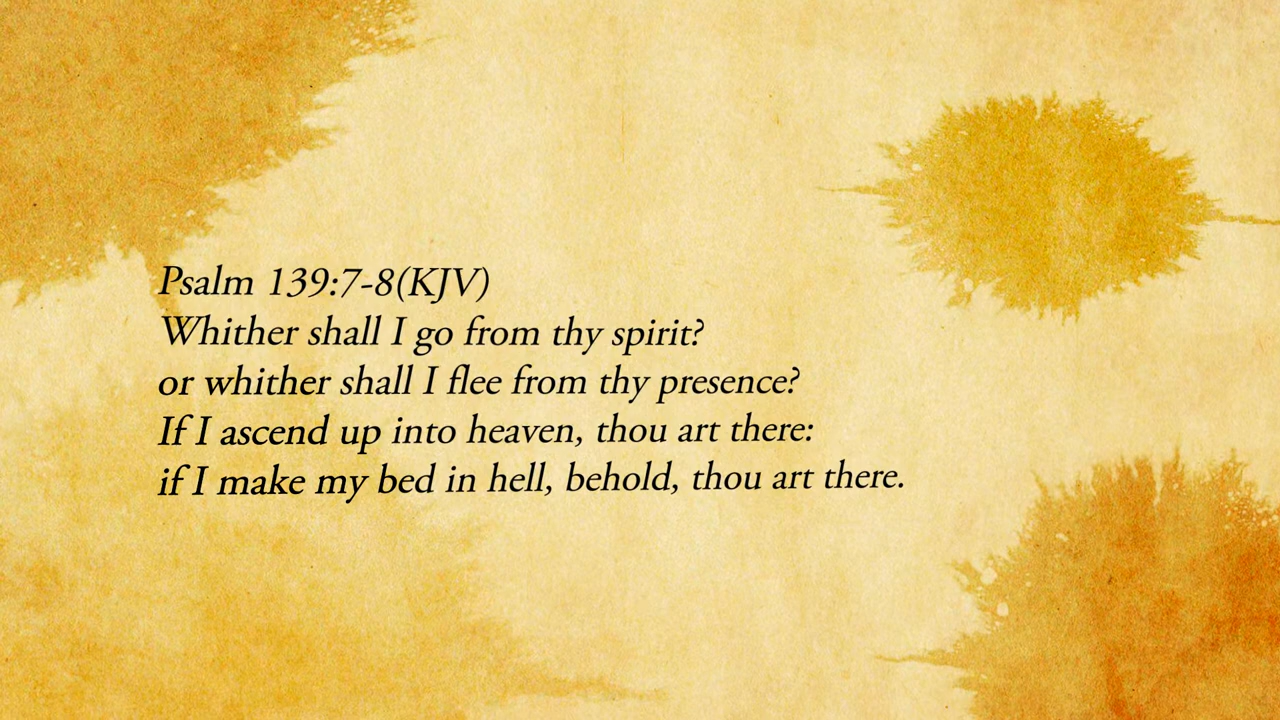 Psalm 139:7-8(KJV)
Whither shall I go from thy spirit?
or whither shall I flee from thy presence?
If I ascend up into heaven, thou art there:
if I make my bed in hell, behold, thou art there.